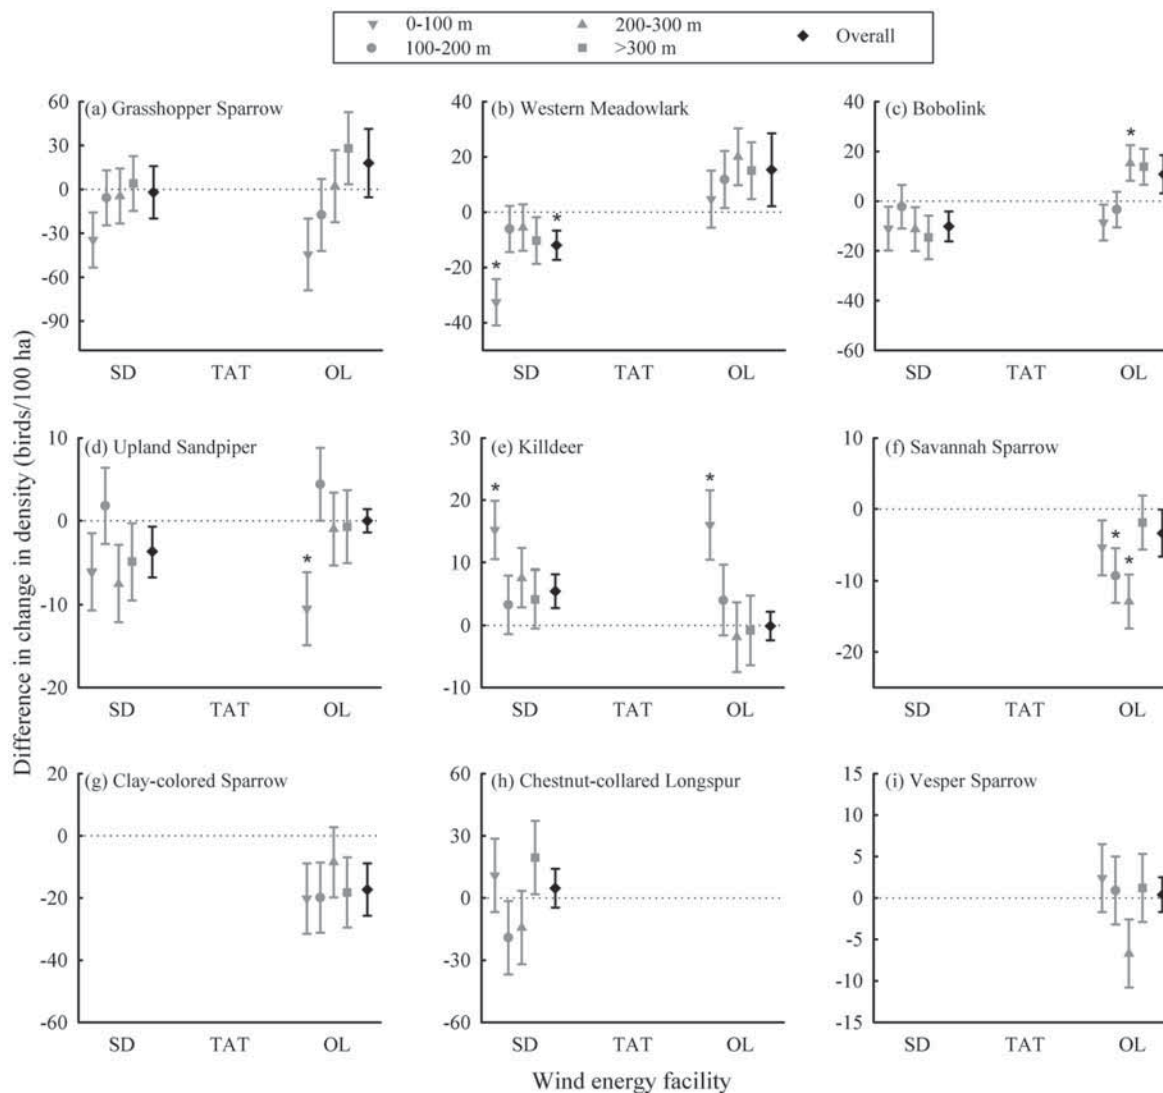 0-100 m
200-300 m
Overall
100-200 m
>300 m
Difference in change in density (birds/100 ha)
(a) Grasshopper Sparrow
60
30
0
-30
-60
-90
SD TAT OL
(b) Western Meadowlark
40
20
0
-20
-40
* * 
SD TAT OL
(c) Bobolink
40
20
0
-20
-40
-60
*
SD TAT OL
(d) Upland Sandpiper
10
0
-10
-20
*
SD TAT OL
(e) Killdeer
30
20
10
0
-10
* *
SD TAT OL
(f) Savannah Sparrow
10
0
-10
-20
* *
SD TAT OL
(g) Clay-colored Sparrow
20
0
-20
-40
-60
SD TAT OL
(h) Chestnut-collared Longspur
60
30
0
-30
-60
SD TAT OL
(i) Vesper Sparrow
15
10
5
0
-5
-10
-15
SD TAT OL
Wind energy facility